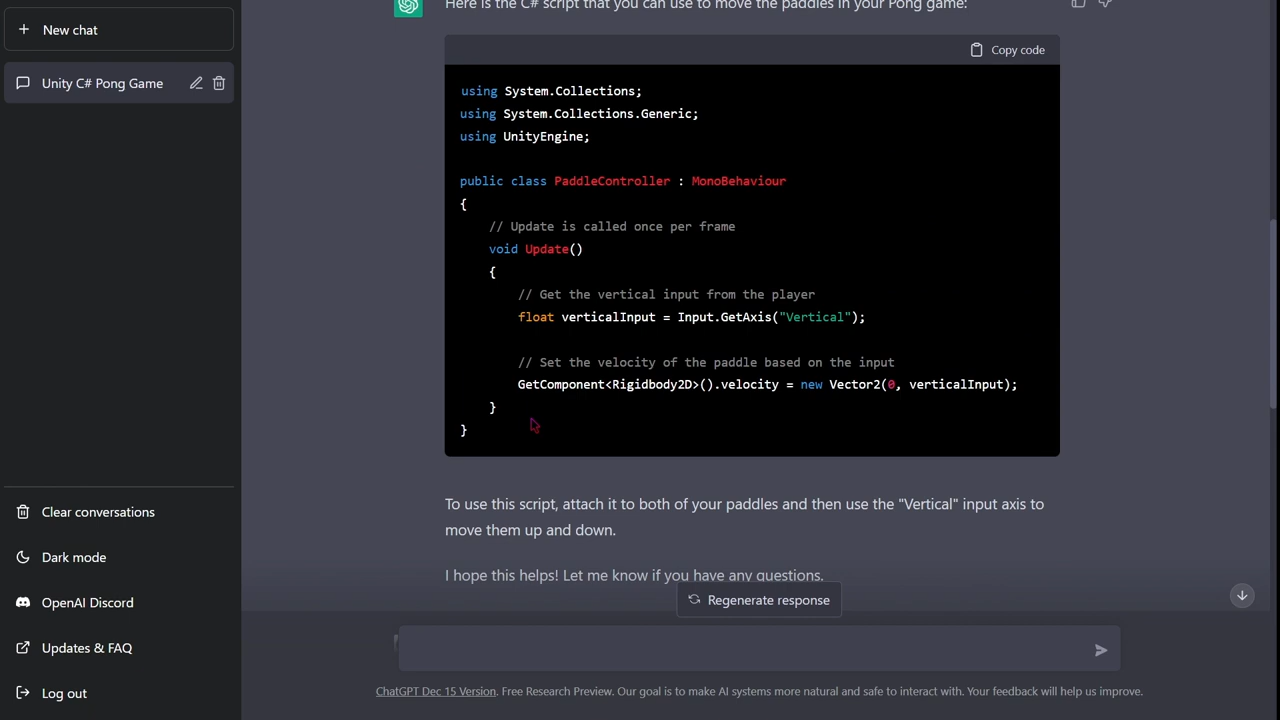 New chat
Unity C# Pong Game
Clear conversations
Dark mode
OpenAI Discord
Updates & FAQ
Log out
Here is the C# script that you can use to move the paddles in your Pong game:
Copy code
using System.Collections;
using System.Collections.Generic;
using UnityEngine;
public class PaddleController : MonoBehaviour
{
// Update is called once per frame
void Update()
{
// Get the vertical input from the player
float verticalInput = Input.GetAxis("Vertical");
// Set the velocity of the paddle based on the input
GetComponent<Rigidbody2D>().velocity = new Vector2(0, verticalInput);
}
}
To use this script, attach it to both of your paddles and then use the "Vertical" input axis to
move them up and down.
I hope this helps! Let me know if you have any questions.
Regenerate response
ChatGPT Dec 15 Version. Free Research Preview. Our goal is to make AI systems more natural and safe to interact with. Your feedback will help us improve.